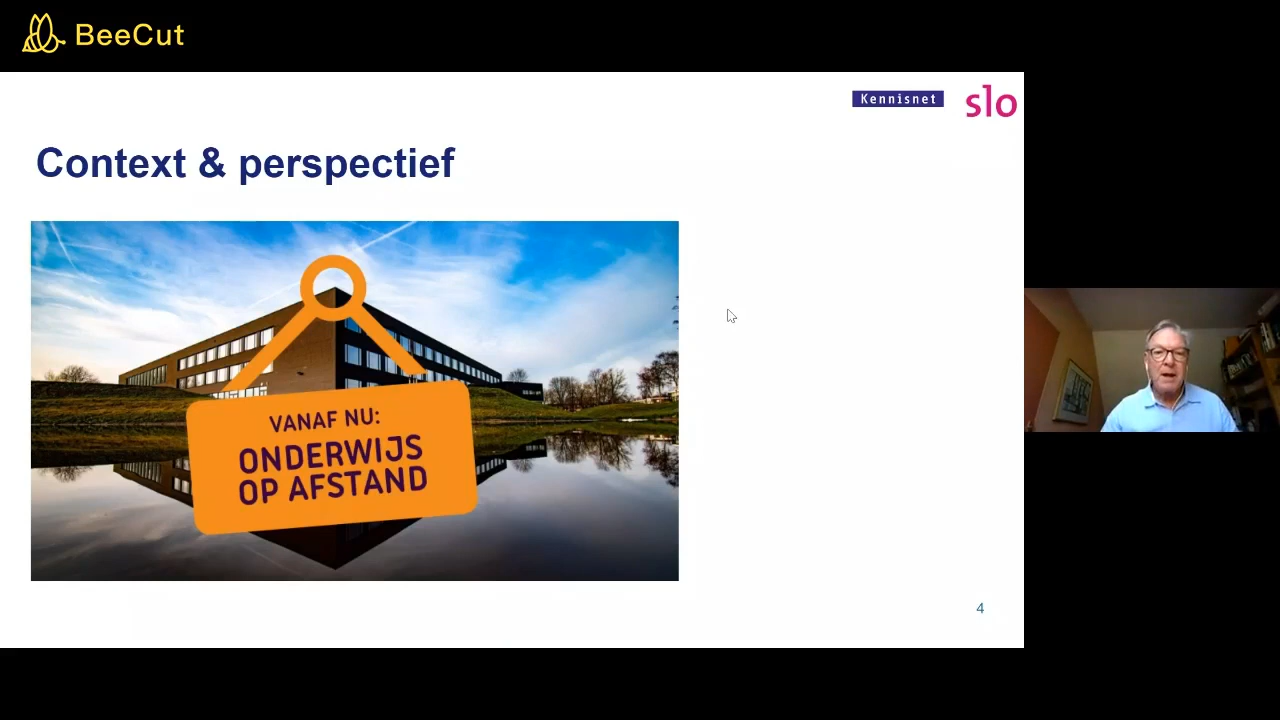 BeeCut
Kennisnet
slo
Context & perspectief
VANAF NU:
ONDERWIJS
OP AFSTAND
4